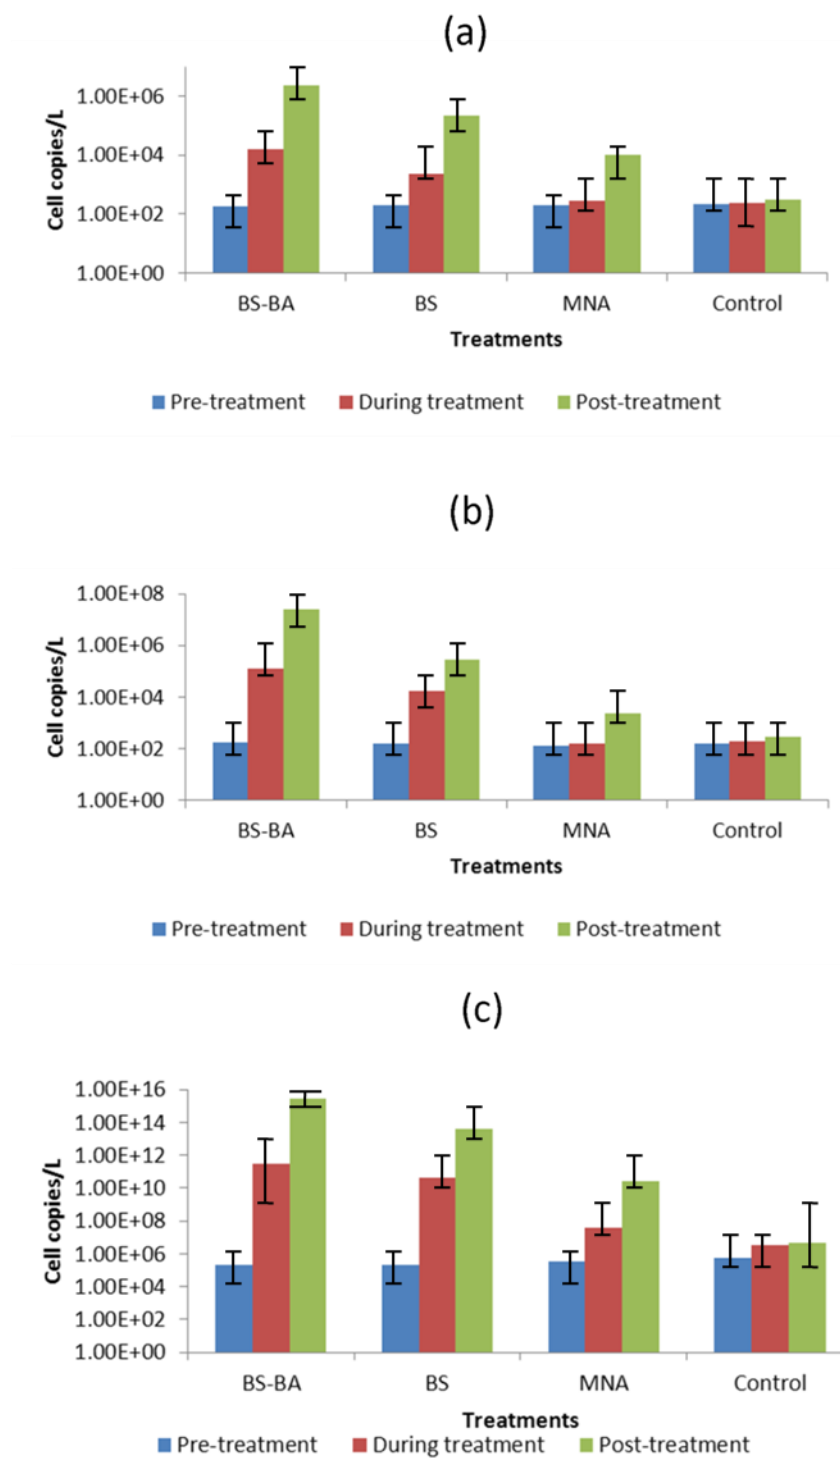 (a)
1.00E+06
1.00E+04
1.00E+02
1.00E+00
Cell copies/L
BS-BA BS MNA Control
Treatments
Pre-treatment During treatment Post-treatment
(b)
1.00E+08
1.00E+06
1.00E+04
1.00E+02
1.00E+00
Cell copies/L
BS-BA BS MNA Control
Treatments
Pre-treatment During treatment Post-treatment
(c)
1.00E+16
1.00E+14
1.00E+12
1.00E+10
1.00E+08
1.00E+06
1.00E+04
1.00E+02
1.00E+00
Cell copies/L
BS-BA BS MNA Control
Treatments
Pre-treatment During treatment Post-treatment